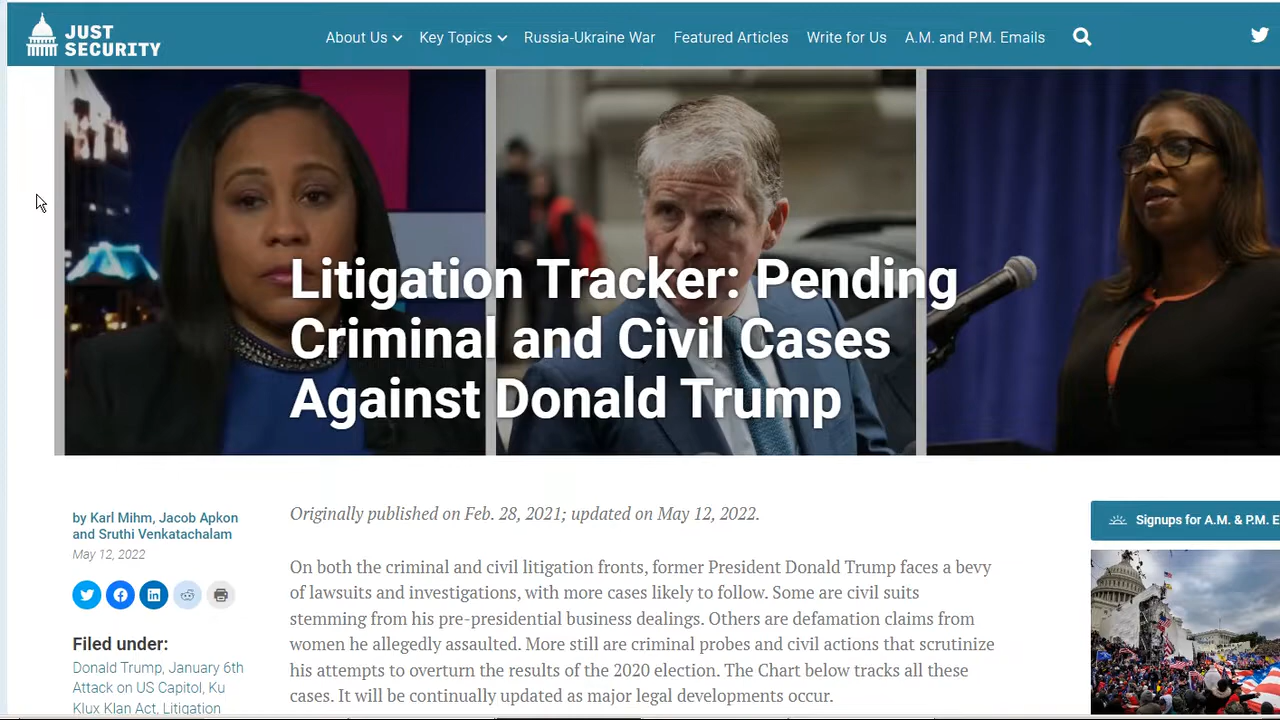 JUST
SECURITY
About Us
Key Topics
Russia-Ukraine War
Featured Articles
Write for Us
A.M. and P.M. Emails
Litigation Tracker: Pending
Criminal and Civil Cases
Against Donald Trump
by Karl Mihm, Jacob Apkon
and Sruthi Venkatachalam
May 12, 2022
Filed under:
Donald Trump, January 6th
Attack on US Capitol, Ku
Klux Klan Act, Litigation
Originally published on Feb. 28, 2021; updated on May 12, 2022.
On both the criminal and civil litigation fronts, former President Donald Trump faces a bevy
of lawsuits and investigations, with more cases likely to follow. Some are civil suits
stemming from his pre-presidential business dealings. Others are defamation claims from
women he allegedly assaulted. More still are criminal probes and civil actions that scrutinize
his attempts to overturn the results of the 2020 election. The Chart below tracks all these
cases. It will be continually updated as major legal developments occur.
Signups for A.M. & P.M. E